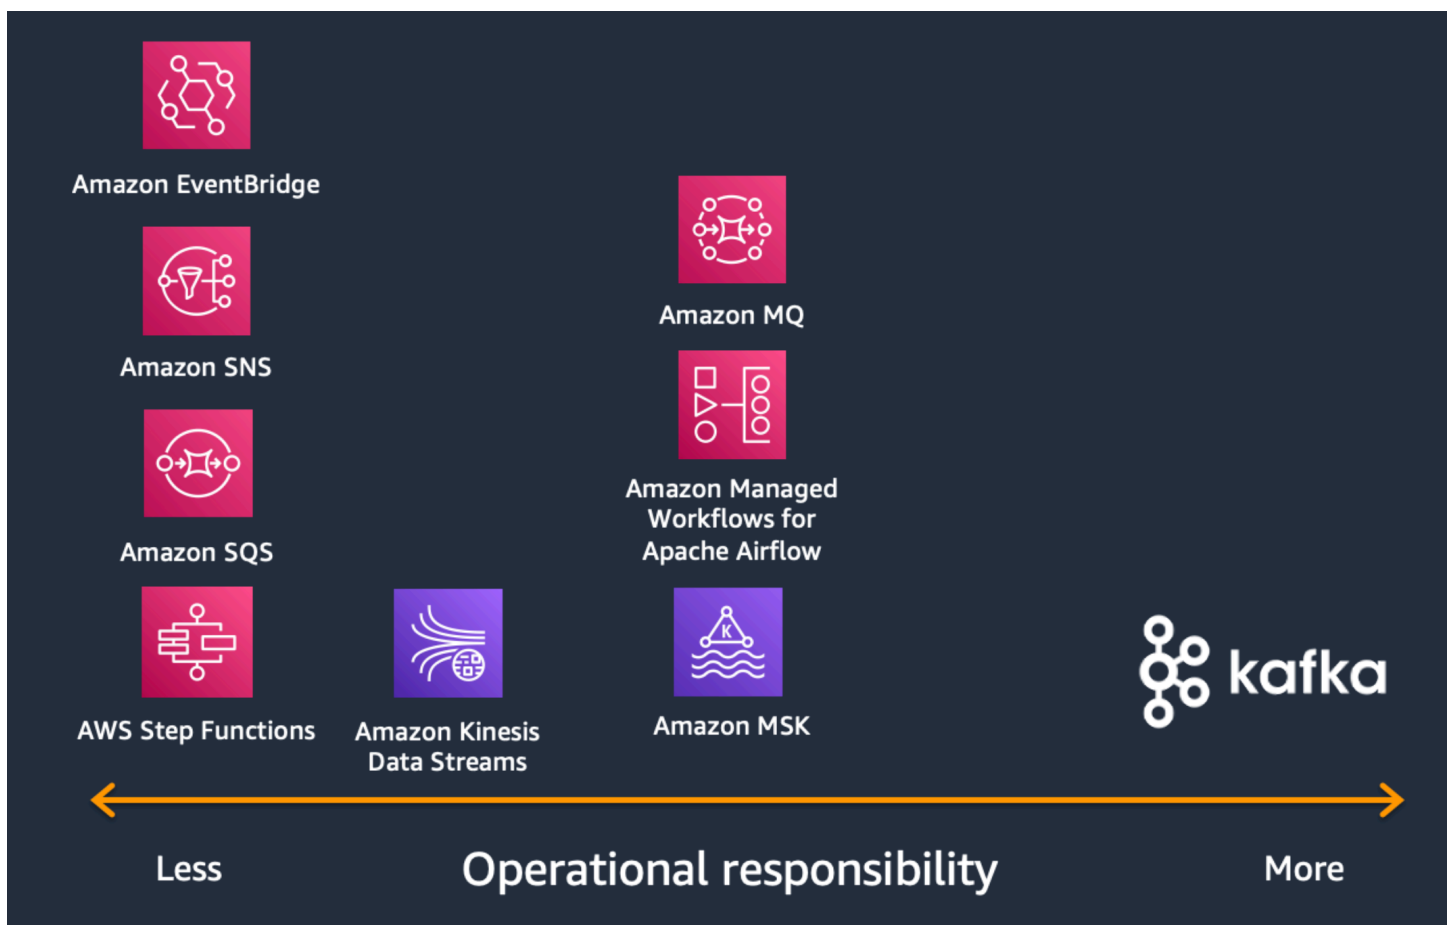 Amazon EventBridge
Amazon SNS
Amazon SQS
AWS Step Functions
Amazon Kinesis
Data Streams
Amazon MQ
Amazon Managed
Workflows for
Apache Airflow
K
Amazon MSK
kafka
Less
Operational responsibility
More